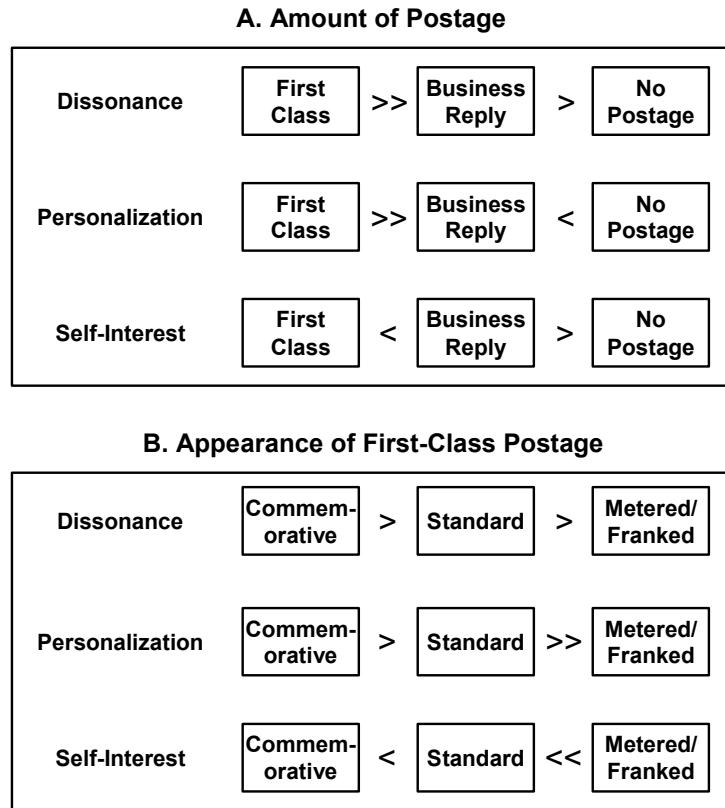 A. Amount of Postage
Dissonance
First
Class
>>
Business
Reply
>
No
Postage
Personalization
First
Class
>>
Business
Reply
<
No
Postage
Self-Interest
First
Class
<
Business
Reply
>
No
Postage
B. Appearance of First-Class Postage
Dissonance
Commem-
orative
>
Standard
>
Metered/
Franked
Personalization
Commem-
orative
>
Standard
>>
Metered/
Franked
Self-Interest
Commem-
orative
<
Standard
<<
Metered/
Franked